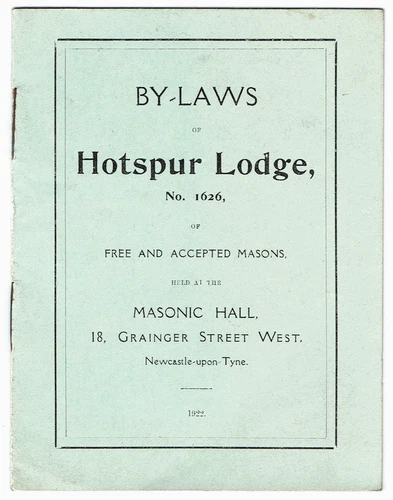 BY-LAWS
OF
Hotspur Lodge,
No. 1626,
OF
FREE AND ACCEPTED MASONS,
HELD AT THE
MASONIC HALL,
18, GRAINGER STREET WEST,
Newcastle-upon-Tyne.
1922.